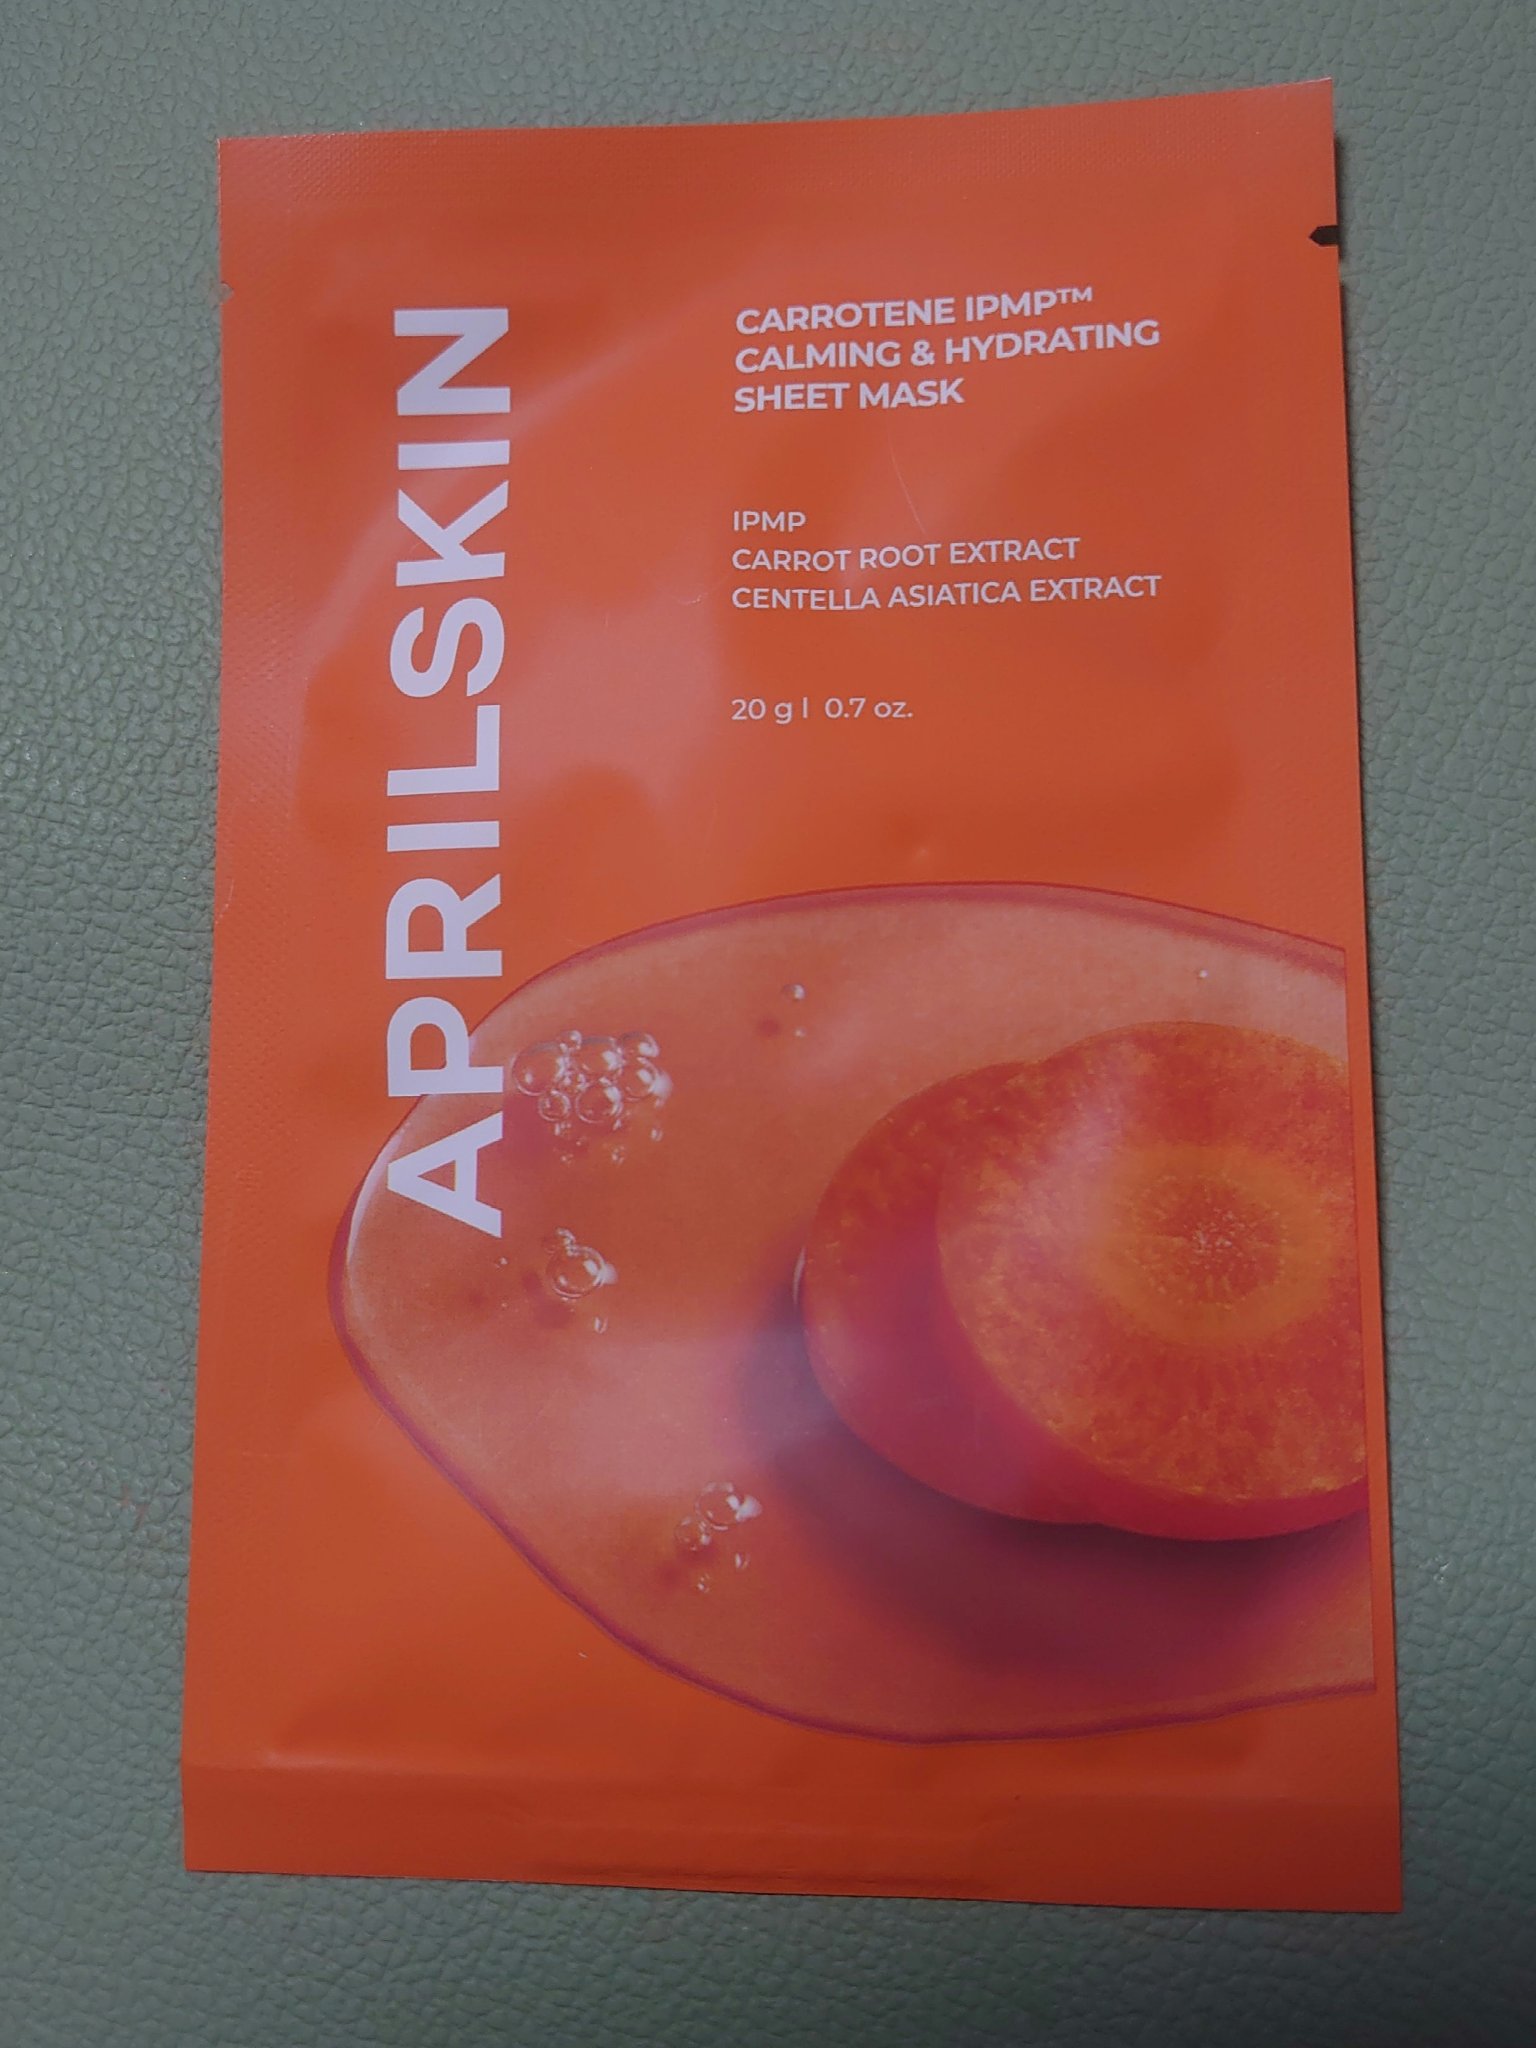 APRILSKIN
CARROTENE IPMP™
CALMING & HYDRATING
SHEET MASK
IPMP
CARROT ROOT EXTRACT
CENTELLA ASIATICA EXTRACT
20 g l 0.7 oz.